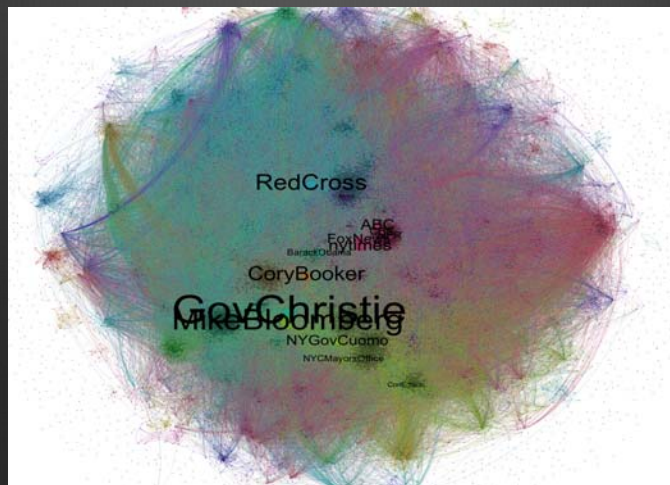 RedCross
ABC
FoxNews
nytimes
BarackObama
CoryBooker
GovChristie
MikeBloomberg
NYGovCuomo
NYCMayorsOffice